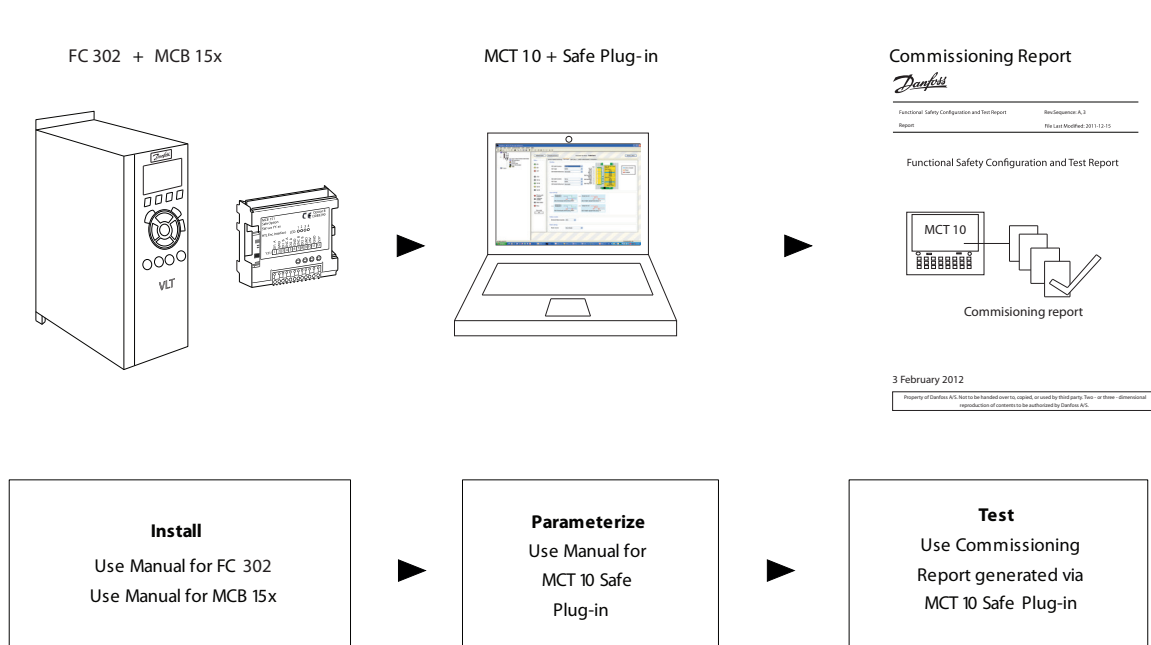 FC 302 + MCB 15x
MCT 10 + Safe Plug-in
Commissioning Report
Danfoss
Functional Safety Configuration and Test Report
Rev.Sequence: A, 3
Report
File Last Modified: 2011-12-15
Functional Safety Configuration and Test Report
MCT 10
Commisioning report
3 February 2012
Property of Danfoss A/S. Not to be handed over to, copied, or used by third party. Two - or three - dimensional
reproduction of contents to be authorized by Danfoss A/S.
Danfoss
VLT
Install
Use Manual for FC 302
Use Manual for MCB 15x
Parameterize
Use Manual for
MCT 10 Safe
Plug-in
Test
Use Commissioning
Report generated via
MCT 10 Safe Plug-in